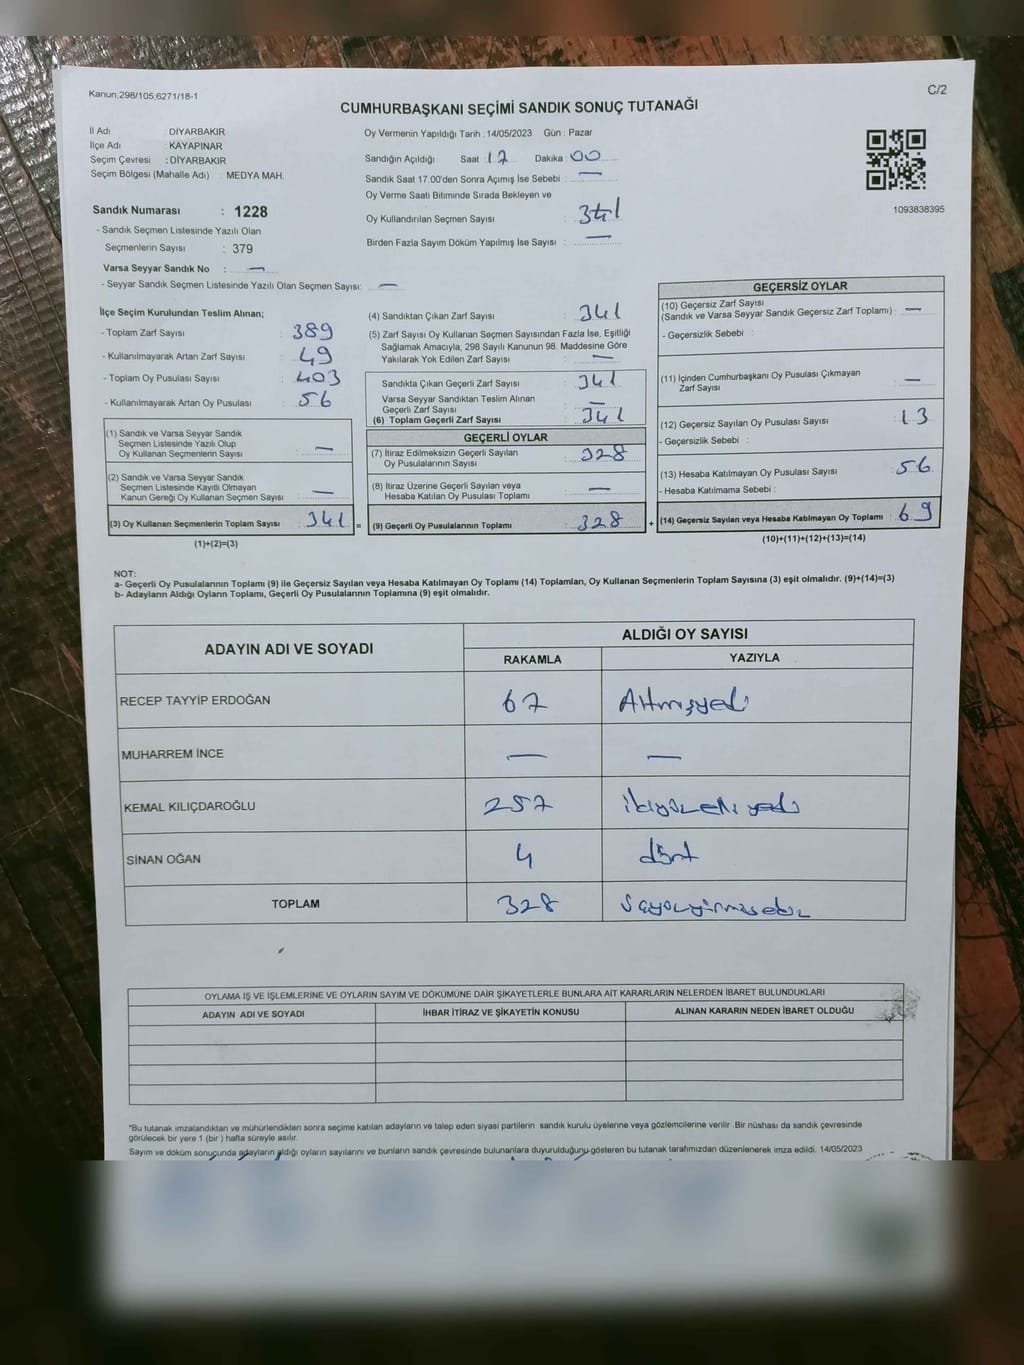 Kanun;298/105;6271/18-1
C/2
CUMHURBAŞKANI SEÇİMİ SANDIK SONUÇ TUTANAĞI
İl Adı : DİYARBAKIR
İlçe Adı : KAYAPINAR
Seçim Çevresi : DİYARBAKIR
Seçim Bölgesi (Mahalle Adı) : MEDYA MAH.
Oy Vermenin Yapıldığı Tarih : 14/05/2023 Gün : Pazar
Sandığın Açıldığı Saat 17 Dakika 00
Sandık Saat 17:00'den Sonra Açımış İse Sebebi : —
Oy Verme Saati Bitiminde Sırada Bekleyen ve
Oy Kullandırılan Seçmen Sayısı : 341
Birden Fazla Sayım Döküm Yapılmış İse Sayısı : —
1093838395
Sandık Numarası : 1228
- Sandık Seçmen Listesinde Yazılı Olan
Seçmenlerin Sayısı : 379
Varsa Seyyar Sandık No : —
- Seyyar Sandık Seçmen Listesinde Yazılı Olan Seçmen Sayısı: —
İlçe Seçim Kurulundan Teslim Alınan;
- Toplam Zarf Sayısı : 389
- Kullanılmayarak Artan Zarf Sayısı : 49
- Toplam Oy Pusulası Sayısı : 403
- Kullanılmayarak Artan Oy Pusulası : 56
(1) Sandık ve Varsa Seyyar Sandık
Seçmen Listesinde Yazılı Olup
Oy Kullanan Seçmenlerin Sayısı : —
(2) Sandık ve Varsa Seyyar Sandık
Seçmen Listesinde Kayıtlı Olmayan
Kanun Gereği Oy Kullanan Seçmen Sayısı : —
(3) Oy Kullanan Seçmenlerin Toplam Sayısı : 341 =
(1)+(2)=(3)
(4) Sandıktan Çıkan Zarf Sayısı : 341
(5) Zarf Sayısı Oy Kullanan Seçmen Sayısından Fazla İse, Eşitliği
Sağlamak Amacıyla; 298 Sayılı Kanunun 98. Maddesine Göre
Yakılarak Yok Edilen Zarf Sayısı : —
Sandıkta Çıkan Geçerli Zarf Sayısı : 341
Varsa Seyyar Sandıktan Teslim Alınan
Geçerli Zarf Sayısı : —
(6) Toplam Geçerli Zarf Sayısı : 341
GEÇERLİ OYLAR
(7) İtiraz Edilmeksizin Geçerli Sayılan
Oy Pusulalarının Sayısı : 328
(8) İtiraz Üzerine Geçerli Sayılan veya
Hesaba Katılan Oy Pusulası Toplamı : —
(9) Geçerli Oy Pusulalarının Toplamı : 328 +
GEÇERSİZ OYLAR
(10) Geçersiz Zarf Sayısı
(Sandık ve Varsa Seyyar Sandık Geçersiz Zarf Toplamı) : —
- Geçersizlik Sebebi :
(11) İçinden Cumhurbaşkanı Oy Pusulası Çıkmayan
Zarf Sayısı : —
(12) Geçersiz Sayılan Oy Pusulası Sayısı : 13
- Geçersizlik Sebebi :
(13) Hesaba Katılmayan Oy Pusulası Sayısı : 56
- Hesaba Katılmama Sebebi :
(14) Geçersiz Sayılan veya Hesaba Katılmayan Oy Toplamı : 69
(10)+(11)+(12)+(13)=(14)
NOT:
a- Geçerli Oy Pusulalarının Toplamı (9) ile Geçersiz Sayılan veya Hesaba Katılmayan Oy Toplamı (14) Toplamları, Oy Kullanan Seçmenlerin Toplam Sayısına (3) eşit olmalıdır. (9)+(14)=(3)
b- Adayların Aldığı Oyların Toplamı, Geçerli Oy Pusulalarının Toplamına (9) eşit olmalıdır.
ADAYIN ADI VE SOYADI
ALDIĞI OY SAYISI
RAKAMLA YAZIYLA
RECEP TAYYİP ERDOĞAN 67 Altmışyedi
MUHARREM İNCE — —
KEMAL KILIÇDAROĞLU 257 ikiyüzelliyedi
SİNAN OĞAN 4 dört
TOPLAM 328
OYLAMA İŞ VE İŞLEMLERİNE VE OYLARIN SAYIM VE DÖKÜMÜNE DAİR ŞİKAYETLERLE BUNLARA AİT KARARLARIN NELERDEN İBARET BULUNDUKLARI
ADAYIN ADI VE SOYADI İHBAR İTİRAZ VE ŞİKAYETİN KONUSU ALINAN KARARIN NEDEN İBARET OLDUĞU
*Bu tutanak imzalandıktan ve mühürlendikten sonra seçime katılan adayların ve talep eden siyasi partilerin sandık kurulu üyelerine veya gözlemcilerine verilir .Bir nüshası da sandık çevresinde
görülecek bir yere 1 (bir ) hafta süreyle asılır.
Sayım ve döküm sonucunda adayların aldığı oyların sayılarını ve bunların sandık çevresinde bulunanlara duyurulduğunu gösteren bu tutanak tarafımızdan düzenlenerek imza edildi. 14/05/2023